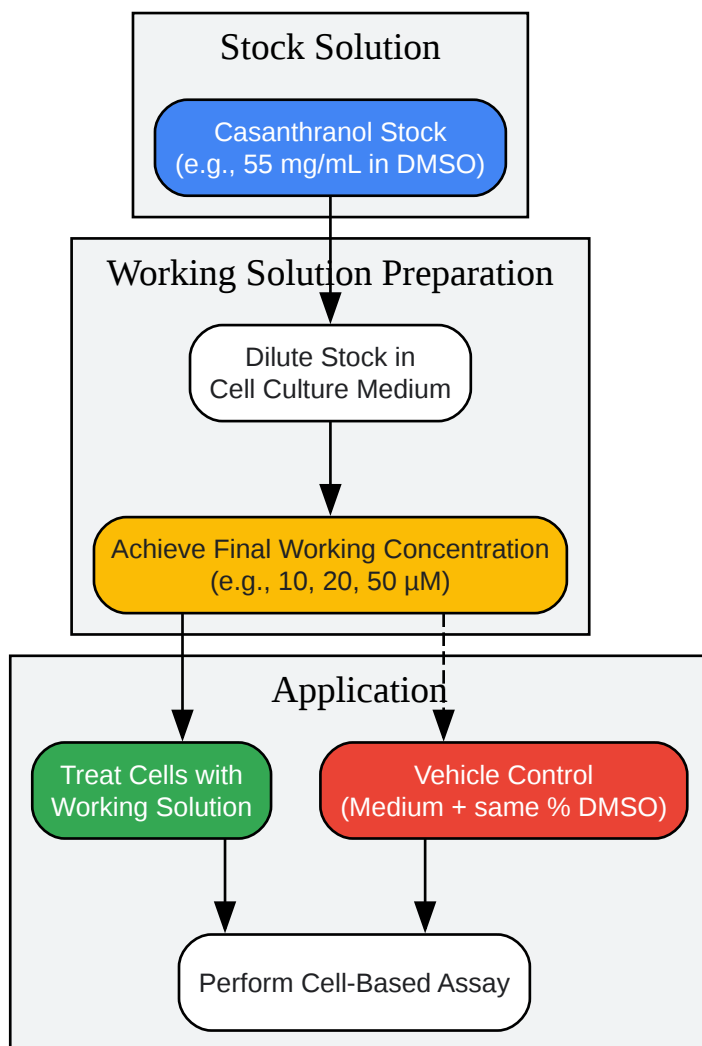 Stock Solution
Casanthranol Stock
(e.g., 55 mg/mL in DMSO)
Working Solution Preparation
Dilute Stock in
Cell Culture Medium
Achieve Final Working Concentration
(e.g., 10, 20, 50 µM)
Application
Treat Cells with
Working Solution
Vehicle Control
(Medium + same % DMSO)
Perform Cell-Based Assay